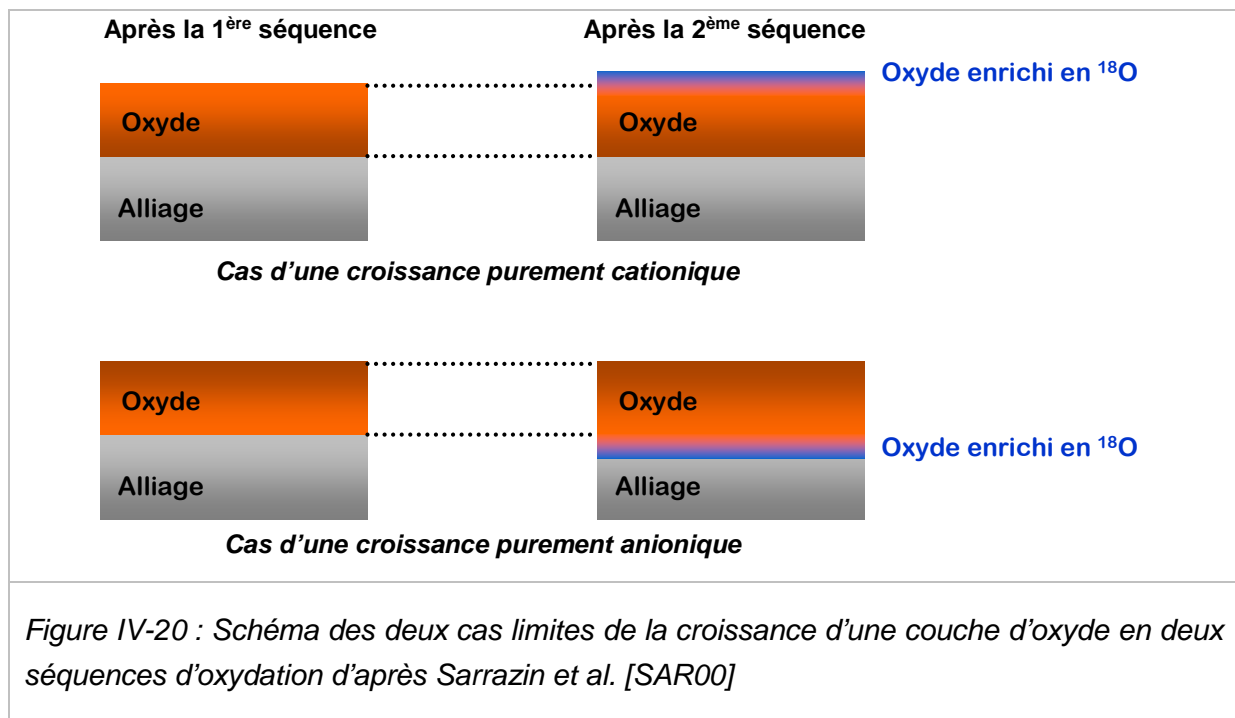 Après la 1ère séquence
Après la 2ème séquence
Oxyde enrichi en 18O
Oxyde
Oxyde
Alliage
Alliage
Cas d’une croissance purement cationique
Oxyde
Oxyde
Oxyde enrichi en 18O
Alliage
Alliage
Cas d’une croissance purement anionique
Figure IV-20 : Schéma des deux cas limites de la croissance d’une couche d’oxyde en deux
séquences d’oxydation d’après Sarrazin et al. [SAR00]